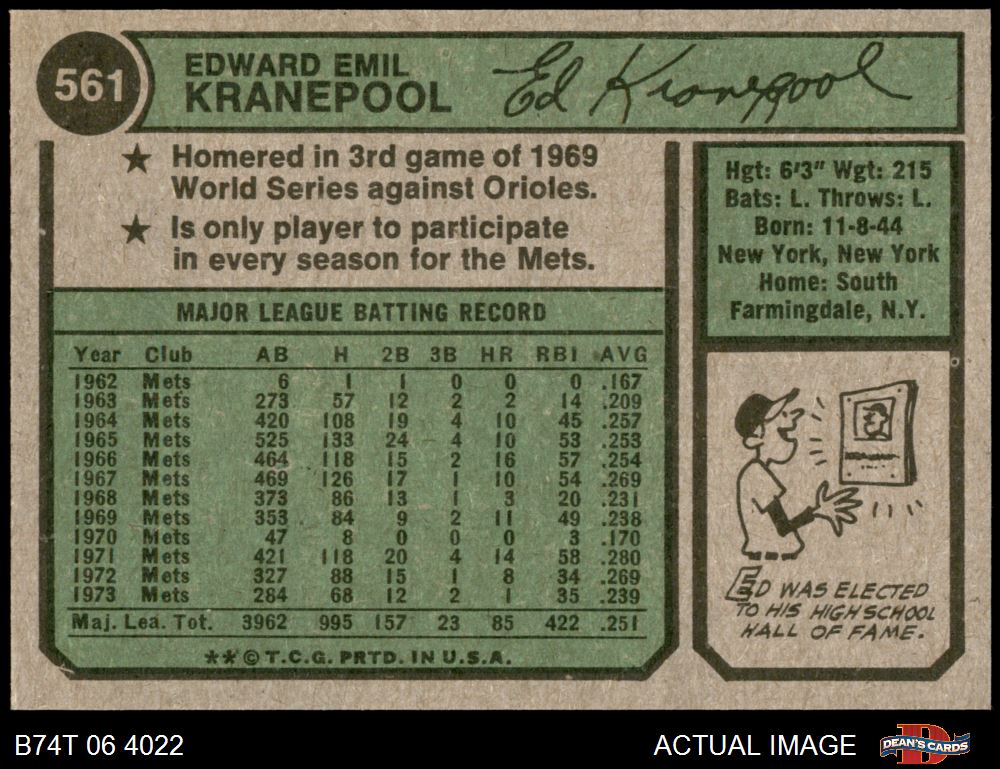 561
EDWARD EMIL
KRANEPOOL
Ed Kranepool
★ Homered in 3rd game of 1969
World Series against Orioles.
★ Is only player to participate
in every season for the Mets.
Hgt: 6'3" Wgt: 215
Bats: L. Throws: L.
Born: 11-8-44
New York, New York
Home: South
Farmingdale, N.Y.
MAJOR LEAGUE BATTING RECORD
Year Club AB H 2B 3B HR RBI AVG
1962 Mets 6 1 1 0 0 0 .167
1963 Mets 273 57 12 2 2 14 .209
1964 Mets 420 108 19 4 10 45 .257
1965 Mets 525 133 24 4 10 53 .253
1966 Mets 464 118 15 2 16 57 .254
1967 Mets 469 126 17 1 10 54 .269
1968 Mets 373 86 13 1 3 20 .231
1969 Mets 353 84 9 2 11 49 .238
1970 Mets 47 8 0 0 0 3 .170
1971 Mets 421 118 20 4 14 58 .280
1972 Mets 327 88 15 1 8 34 .269
1973 Mets 284 68 12 2 1 35 .239
Maj. Lea. Tot. 3962 995 157 23 85 422 .251
**© T.C.G. PRTD. IN U.S.A.
ED WAS ELECTED
TO HIS HIGH SCHOOL
HALL OF FAME.
B74T 06 4022
ACTUAL IMAGE
DEAN'S CARDS